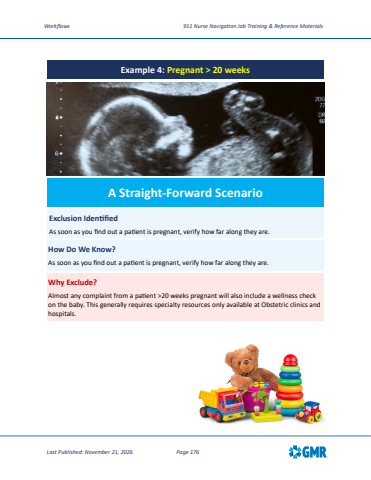 Workflows 911 Nurse Navigation Job Training & Reference Materials
Example 4: Pregnant > 20 weeks
A Straight-Forward Scenario
Exclusion Identified
As soon as you find out a patient is pregnant, verify how far along they are.
How Do We Know?
As soon as you find out a patient is pregnant, verify how far along they are.
Why Exclude?
Almost any complaint from a patient >20 weeks pregnant will also include a wellness check
on the baby. This generally requires specialty resources only available at Obstetric clinics and
hospitals.
Last Published: November 21, 2026 Page 176
GMR